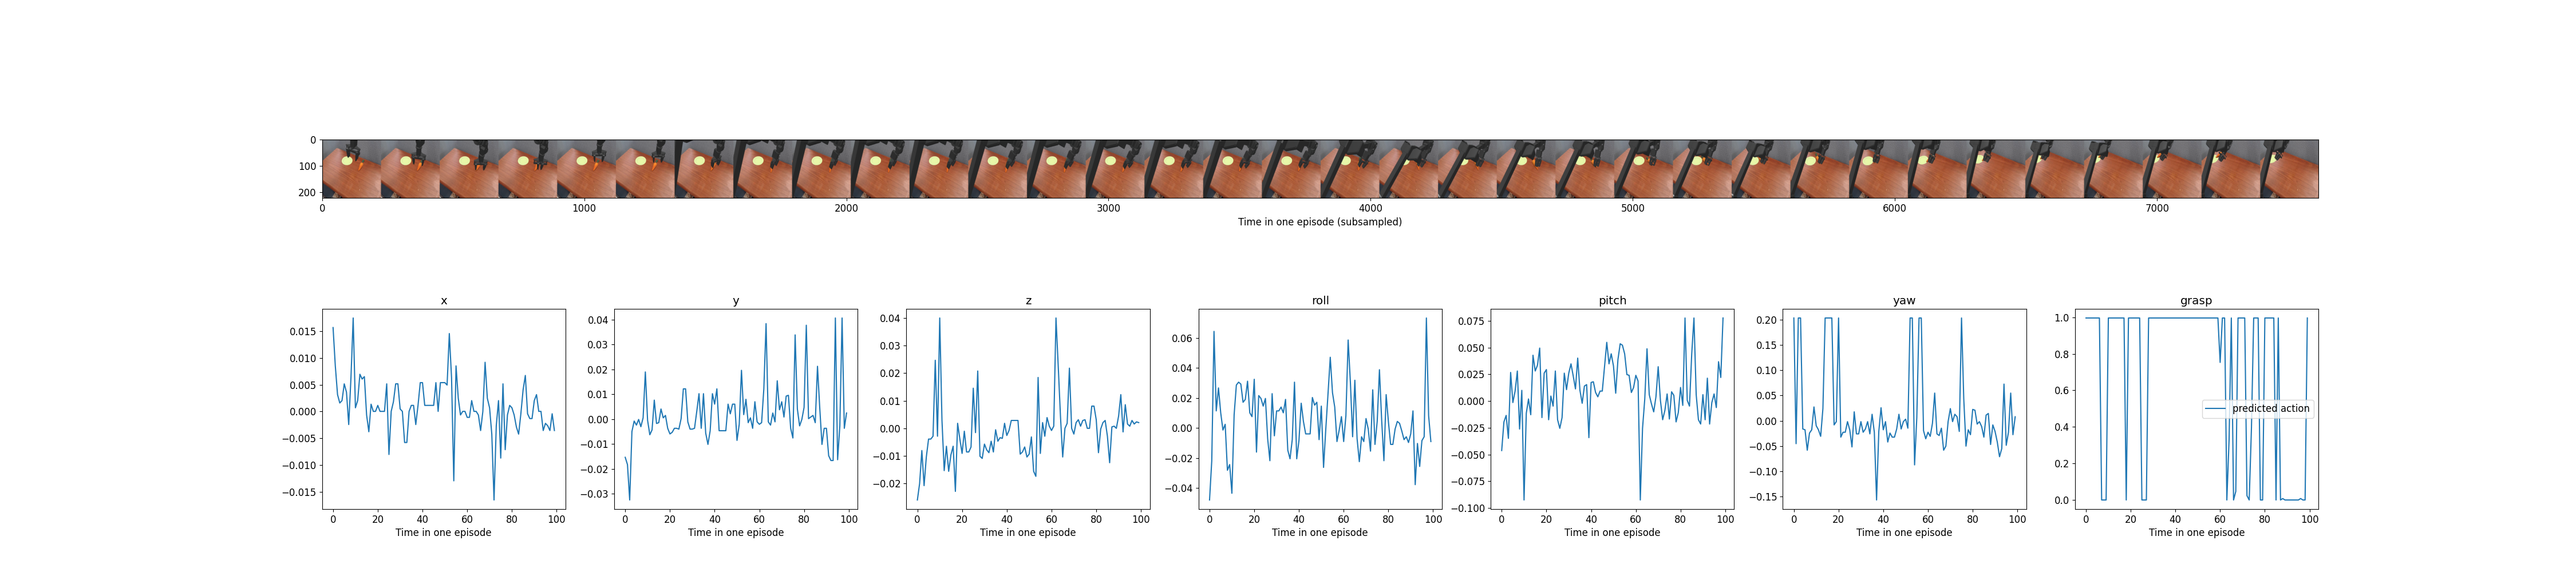 0
100
200
0 1000 2000 3000 4000 5000 6000 7000
Time in one episode (subsampled)
x y z roll pitch yaw grasp
0.015
0.010
0.005
0.000
−0.005
−0.010
−0.015
0 20 40 60 80 100
Time in one episode
0.04
0.03
0.02
0.01
0.00
−0.01
−0.02
−0.03
0 20 40 60 80 100
Time in one episode
0.04
0.03
0.02
0.01
0.00
−0.01
−0.02
0 20 40 60 80 100
Time in one episode
0.06
0.04
0.02
0.00
−0.02
−0.04
0 20 40 60 80 100
Time in one episode
0.075
0.050
0.025
0.000
−0.025
−0.050
−0.075
−0.100
0 20 40 60 80 100
Time in one episode
0.20
0.15
0.10
0.05
0.00
−0.05
−0.10
−0.15
0 20 40 60 80 100
Time in one episode
1.0
0.8
0.6
0.4
0.2
0.0
predicted action
0 20 40 60 80 100
Time in one episode